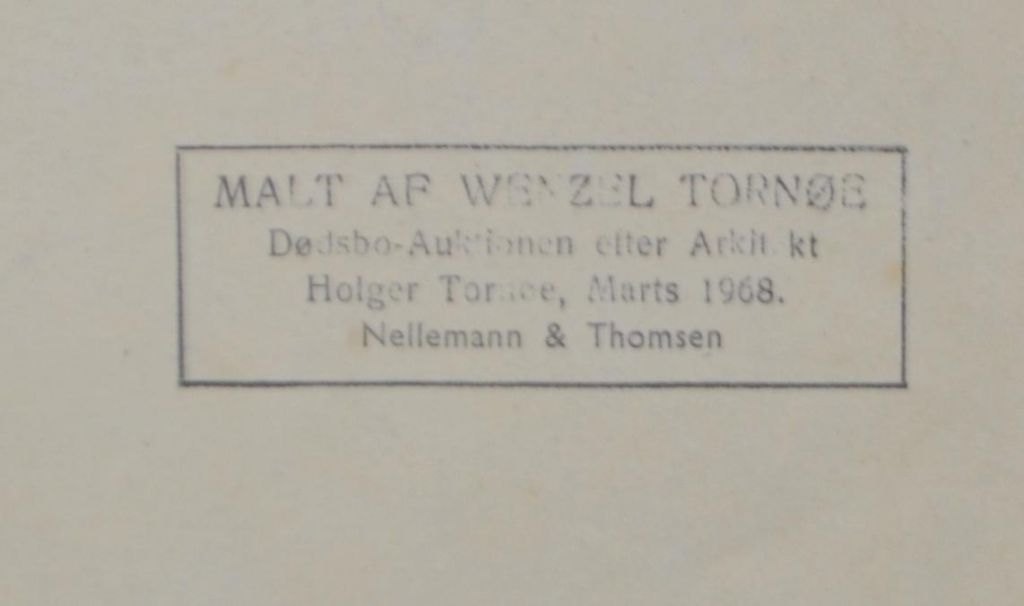 MALT AF WENZEL TORNØE
Dødsbo-Auktionen efter Arkitekt
Holger Tornøe, Marts 1968.
Nellemann & Thomsen